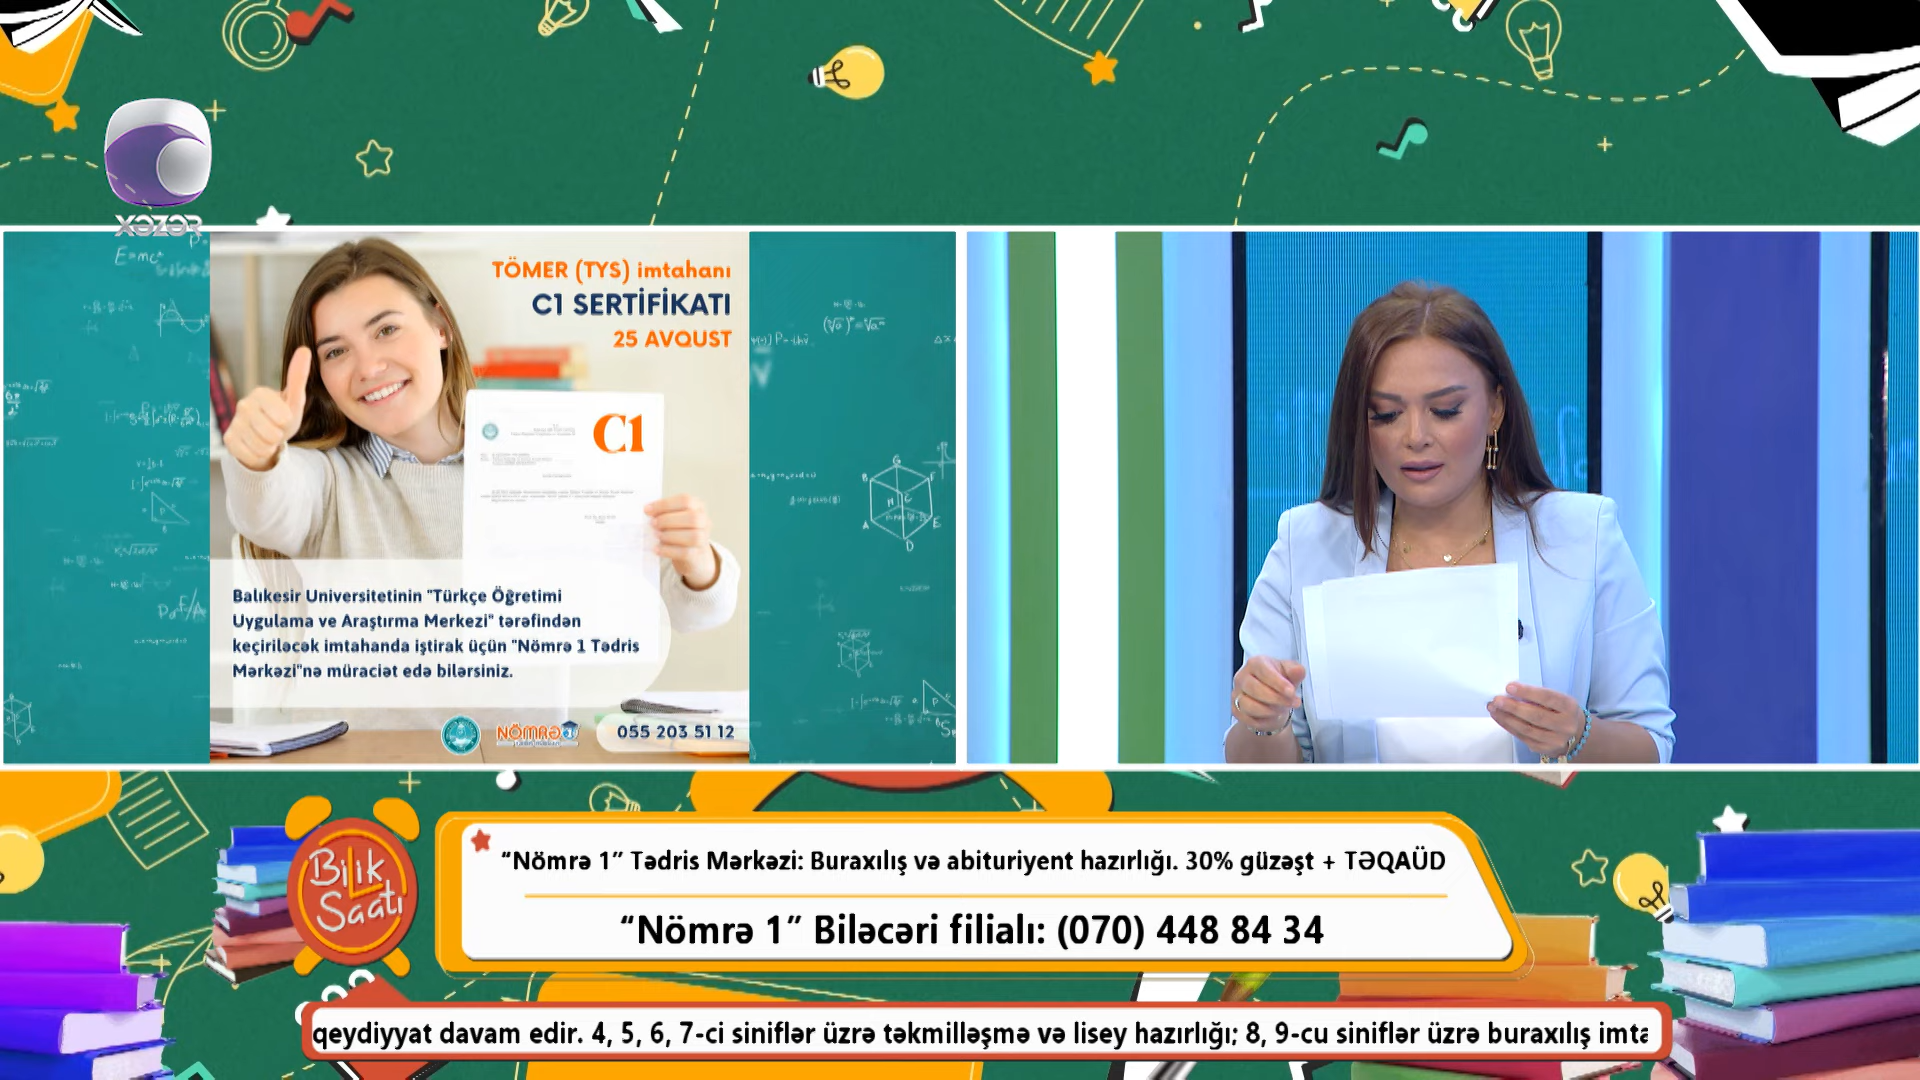 XƏZƏR
E=mc²
TÖMER (TYS) imtahanı
C1 SERTİFİKATI
25 AVQUST
C1
Balıkesir Universitetinin "Türkçe Öğretimi
Uygulama ve Araştırma Merkezi" tərəfindən
keçiriləcək imtahanda iştirak üçün "Nömrə 1 Tədris
Mərkəzi"nə müraciət edə bilərsiniz.
NÖMRƏ 1
055 203 51 12
Bilik
Saatı
“Nömrə 1” Tədris Mərkəzi: Buraxılış və abituriyent hazırlığı. 30% güzəşt + TƏQAÜD
“Nömrə 1” Biləcəri filialı: (070) 448 84 34
qeydiyyat davam edir. 4, 5, 6, 7-ci siniflər üzrə təkmilləşmə və lisey hazırlığı; 8, 9-cu siniflər üzrə buraxılış imta